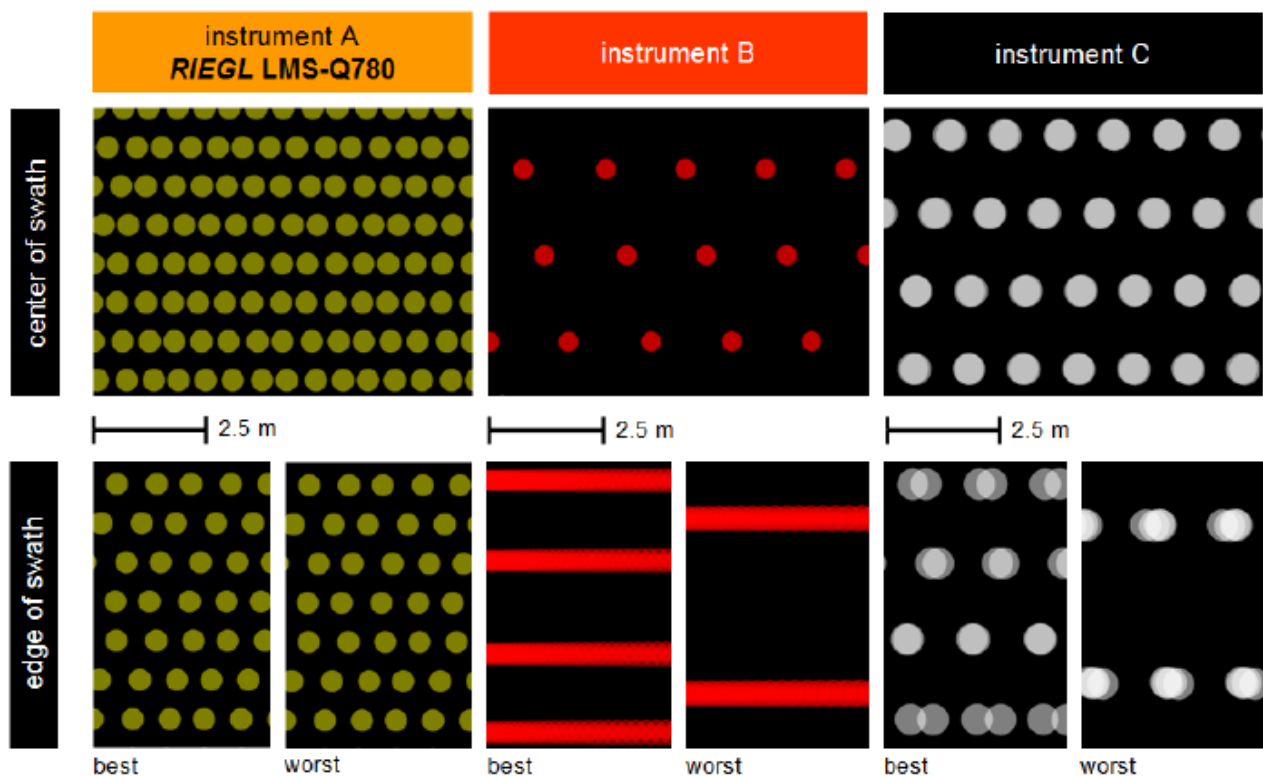 instrument A
RIEGL LMS-Q780
instrument B
instrument C
center of swath
2.5 m
2.5 m
2.5 m
edge of swath
best
worst
best
worst
best
worst